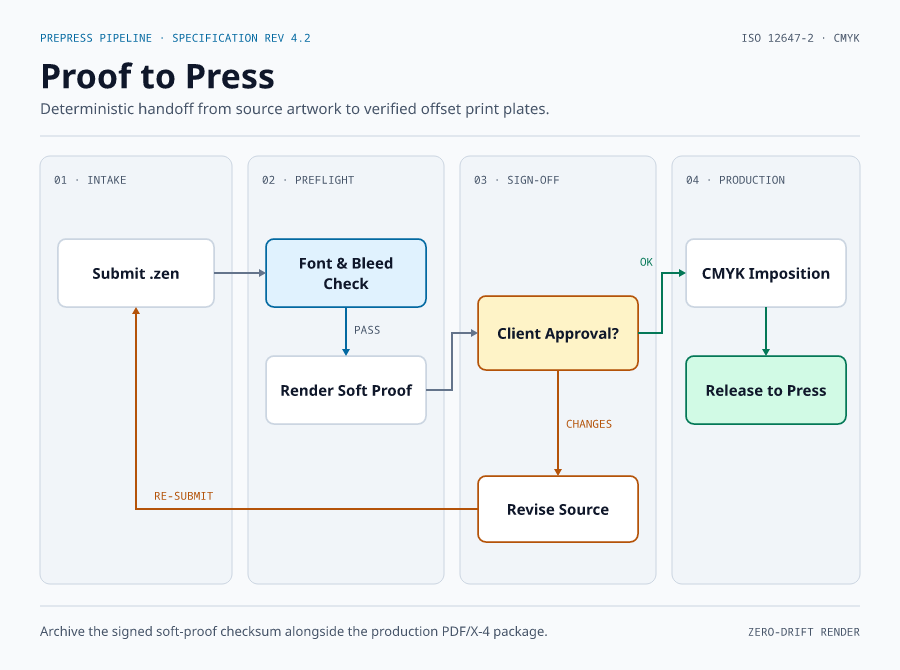 PREPRESS PIPELINE · SPECIFICATION REV 4.2
ISO 12647-2 · CMYK
Proof to Press
Deterministic handoff from source artwork to verified offset print plates.
01 · INTAKE
02 · PREFLIGHT
03 · SIGN-OFF
04 · PRODUCTION
Submit .zen
Font & Bleed
Check
PASS
Render Soft Proof
Client Approval?
OK
CMYK Imposition
Release to Press
CHANGES
Revise Source
RE-SUBMIT
Archive the signed soft-proof checksum alongside the production PDF/X-4 package.
ZERO-DRIFT RENDER